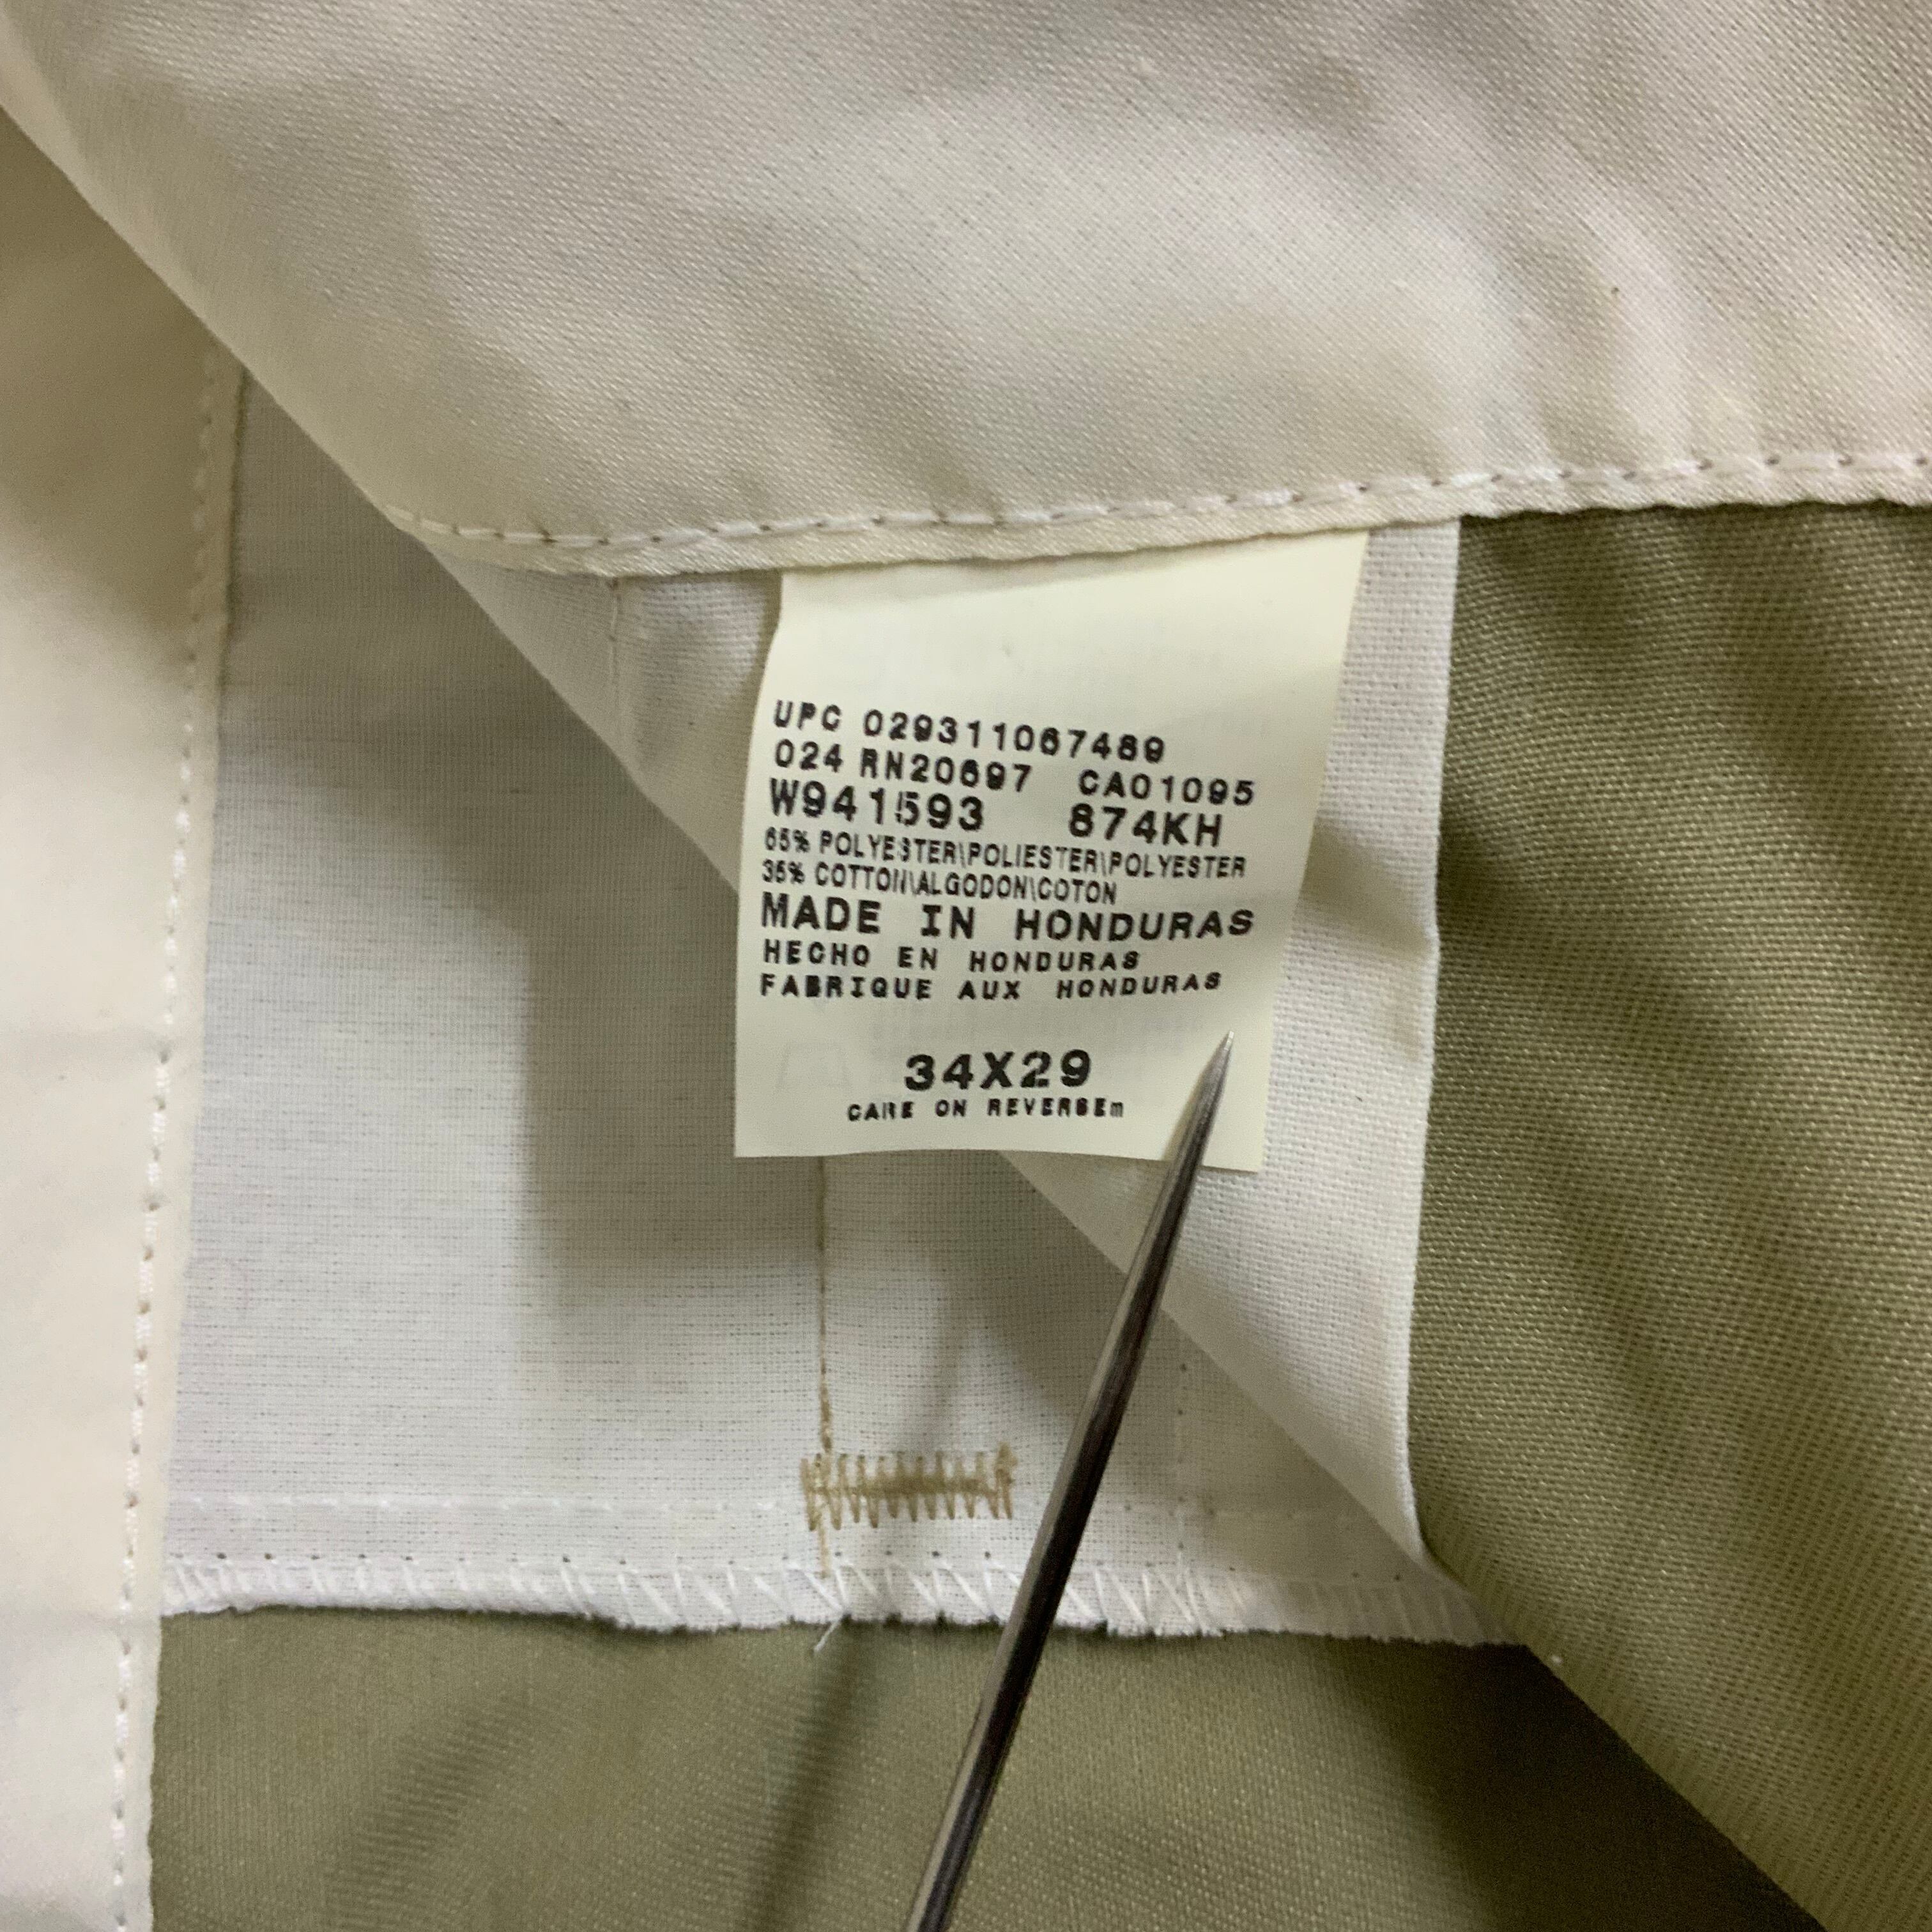 UPC 029311067489
024 RN20697 CA01095
W941593 874KH
65% POLYESTER\POLIESTER\POLYESTER
35% COTTON\ALGODON\COTON
MADE IN HONDURAS
HECHO EN HONDURAS
FABRIQUE AUX HONDURAS
34X29
CARE ON REVERSEm